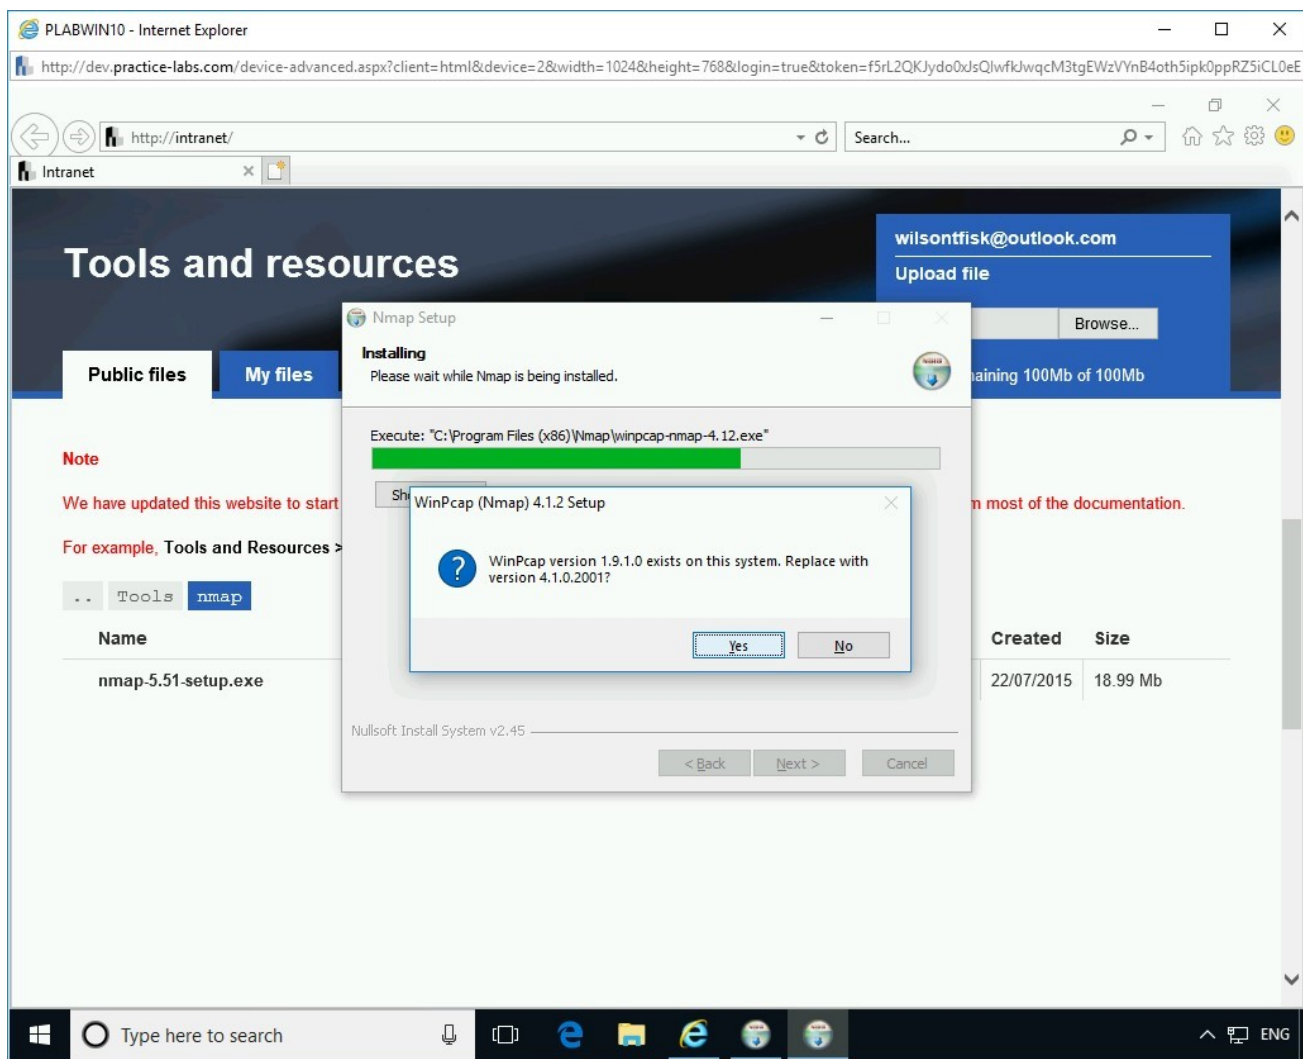 PLABWIN10 - Internet Explorer
http://dev.practice-labs.com/device-advanced.aspx?client=html&device=2&width=1024&height=768&login=true&token=f5rL2QKJydo0xJsQlwfkJwqcM3tgEWzVYnB4oth5ipk0ppRZ5iCL0eE
http://intranet/
Search...
Intranet
Tools and resources
wilsontfisk@outlook.com
Upload file
Browse...
aining 100Mb of 100Mb
Public files
My files
Nmap Setup
Installing
Please wait while Nmap is being installed.
Execute: "C:\Program Files (x86)\Nmap\winpcap-nmap-4.12.exe"
Sh
Note
We have updated this website to start
m most of the documentation.
For example, Tools and Resources >
WinPcap (Nmap) 4.1.2 Setup
WinPcap version 1.9.1.0 exists on this system. Replace with
version 4.1.0.2001?
Yes
No
.. Tools nmap
Name
Created
Size
nmap-5.51-setup.exe
22/07/2015
18.99 Mb
Nullsoft Install System v2.45
< Back
Next >
Cancel
Type here to search
ENG